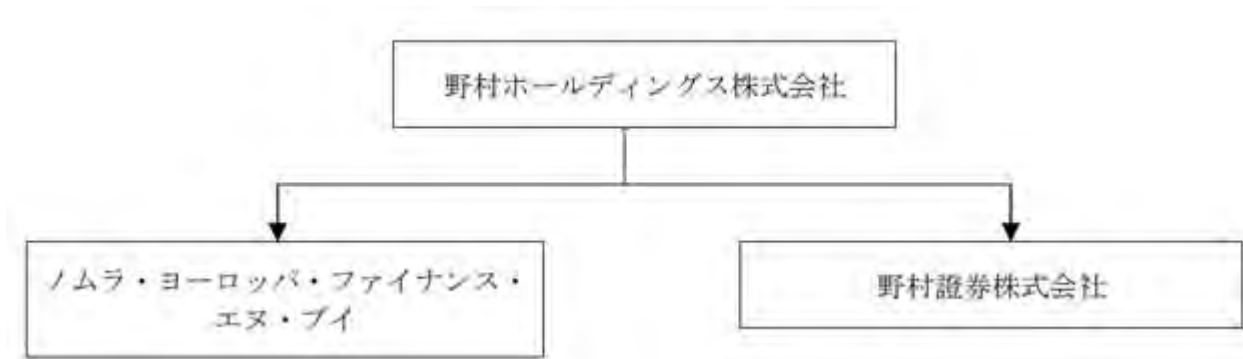 野村ホールディングス株式会社
ノムラ・ヨーロッパ・ファイナンス・
エヌ・ブイ
野村證券株式会社